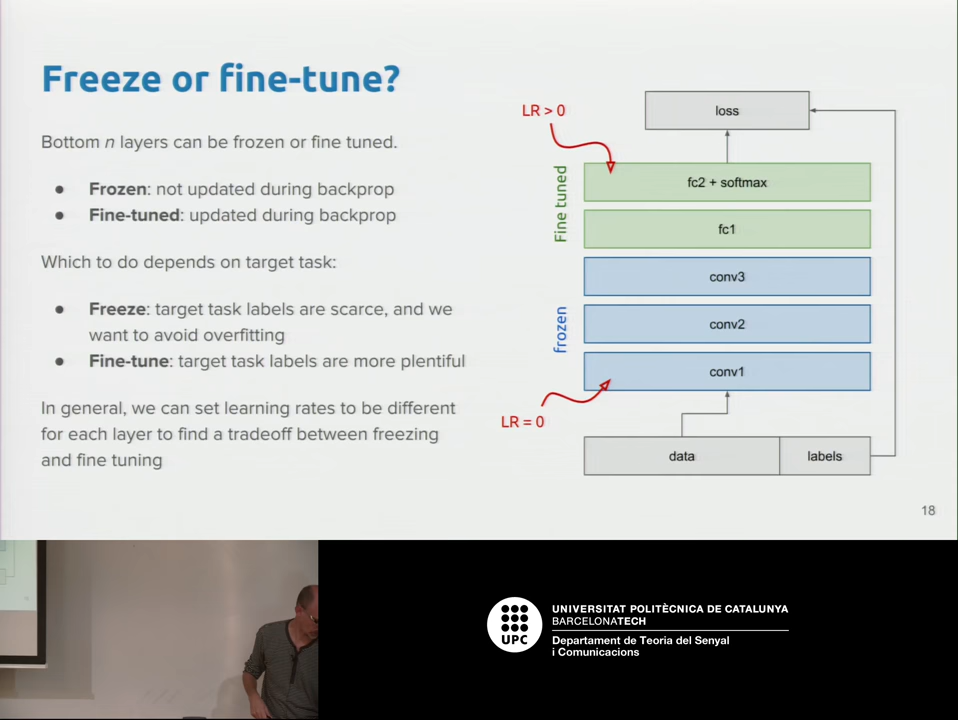 Freeze or fine-tune?
Bottom n layers can be frozen or fine tuned.
● Frozen: not updated during backprop
● Fine-tuned: updated during backprop
Which to do depends on target task:
● Freeze: target task labels are scarce, and we
want to avoid overfitting
● Fine-tune: target task labels are more plentiful
In general, we can set learning rates to be different
for each layer to find a tradeoff between freezing
and fine tuning
LR > 0
loss
Fine tuned
fc2 + softmax
fc1
frozen
conv3
conv2
conv1
LR = 0
data
labels
18
UPC
UNIVERSITAT POLITÈCNICA DE CATALUNYA
BARCELONATECH
Departament de Teoria del Senyal
i Comunicacions